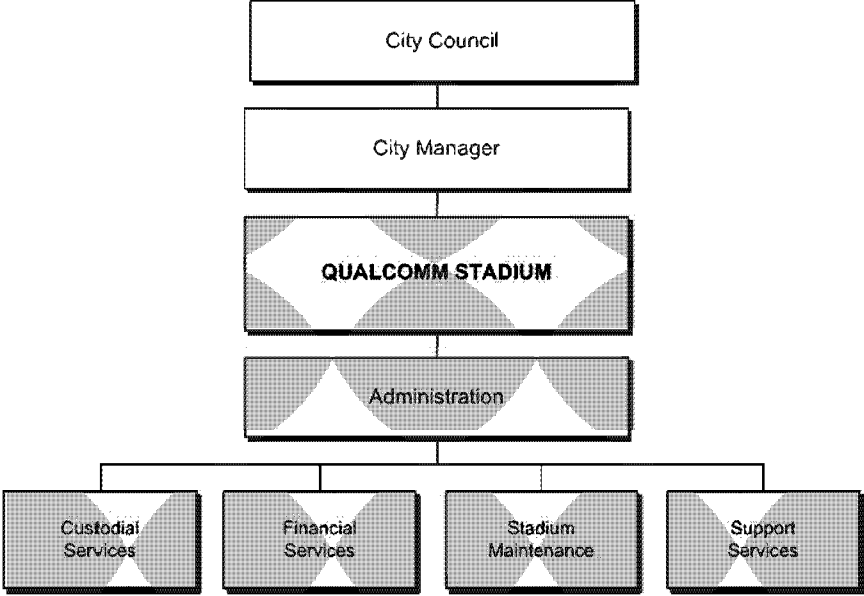 City Council
City Manager
QUALCOMM STADIUM
Administration
Custodial
Services
Financial
Services
Stadium
Maintenance
Support
Services